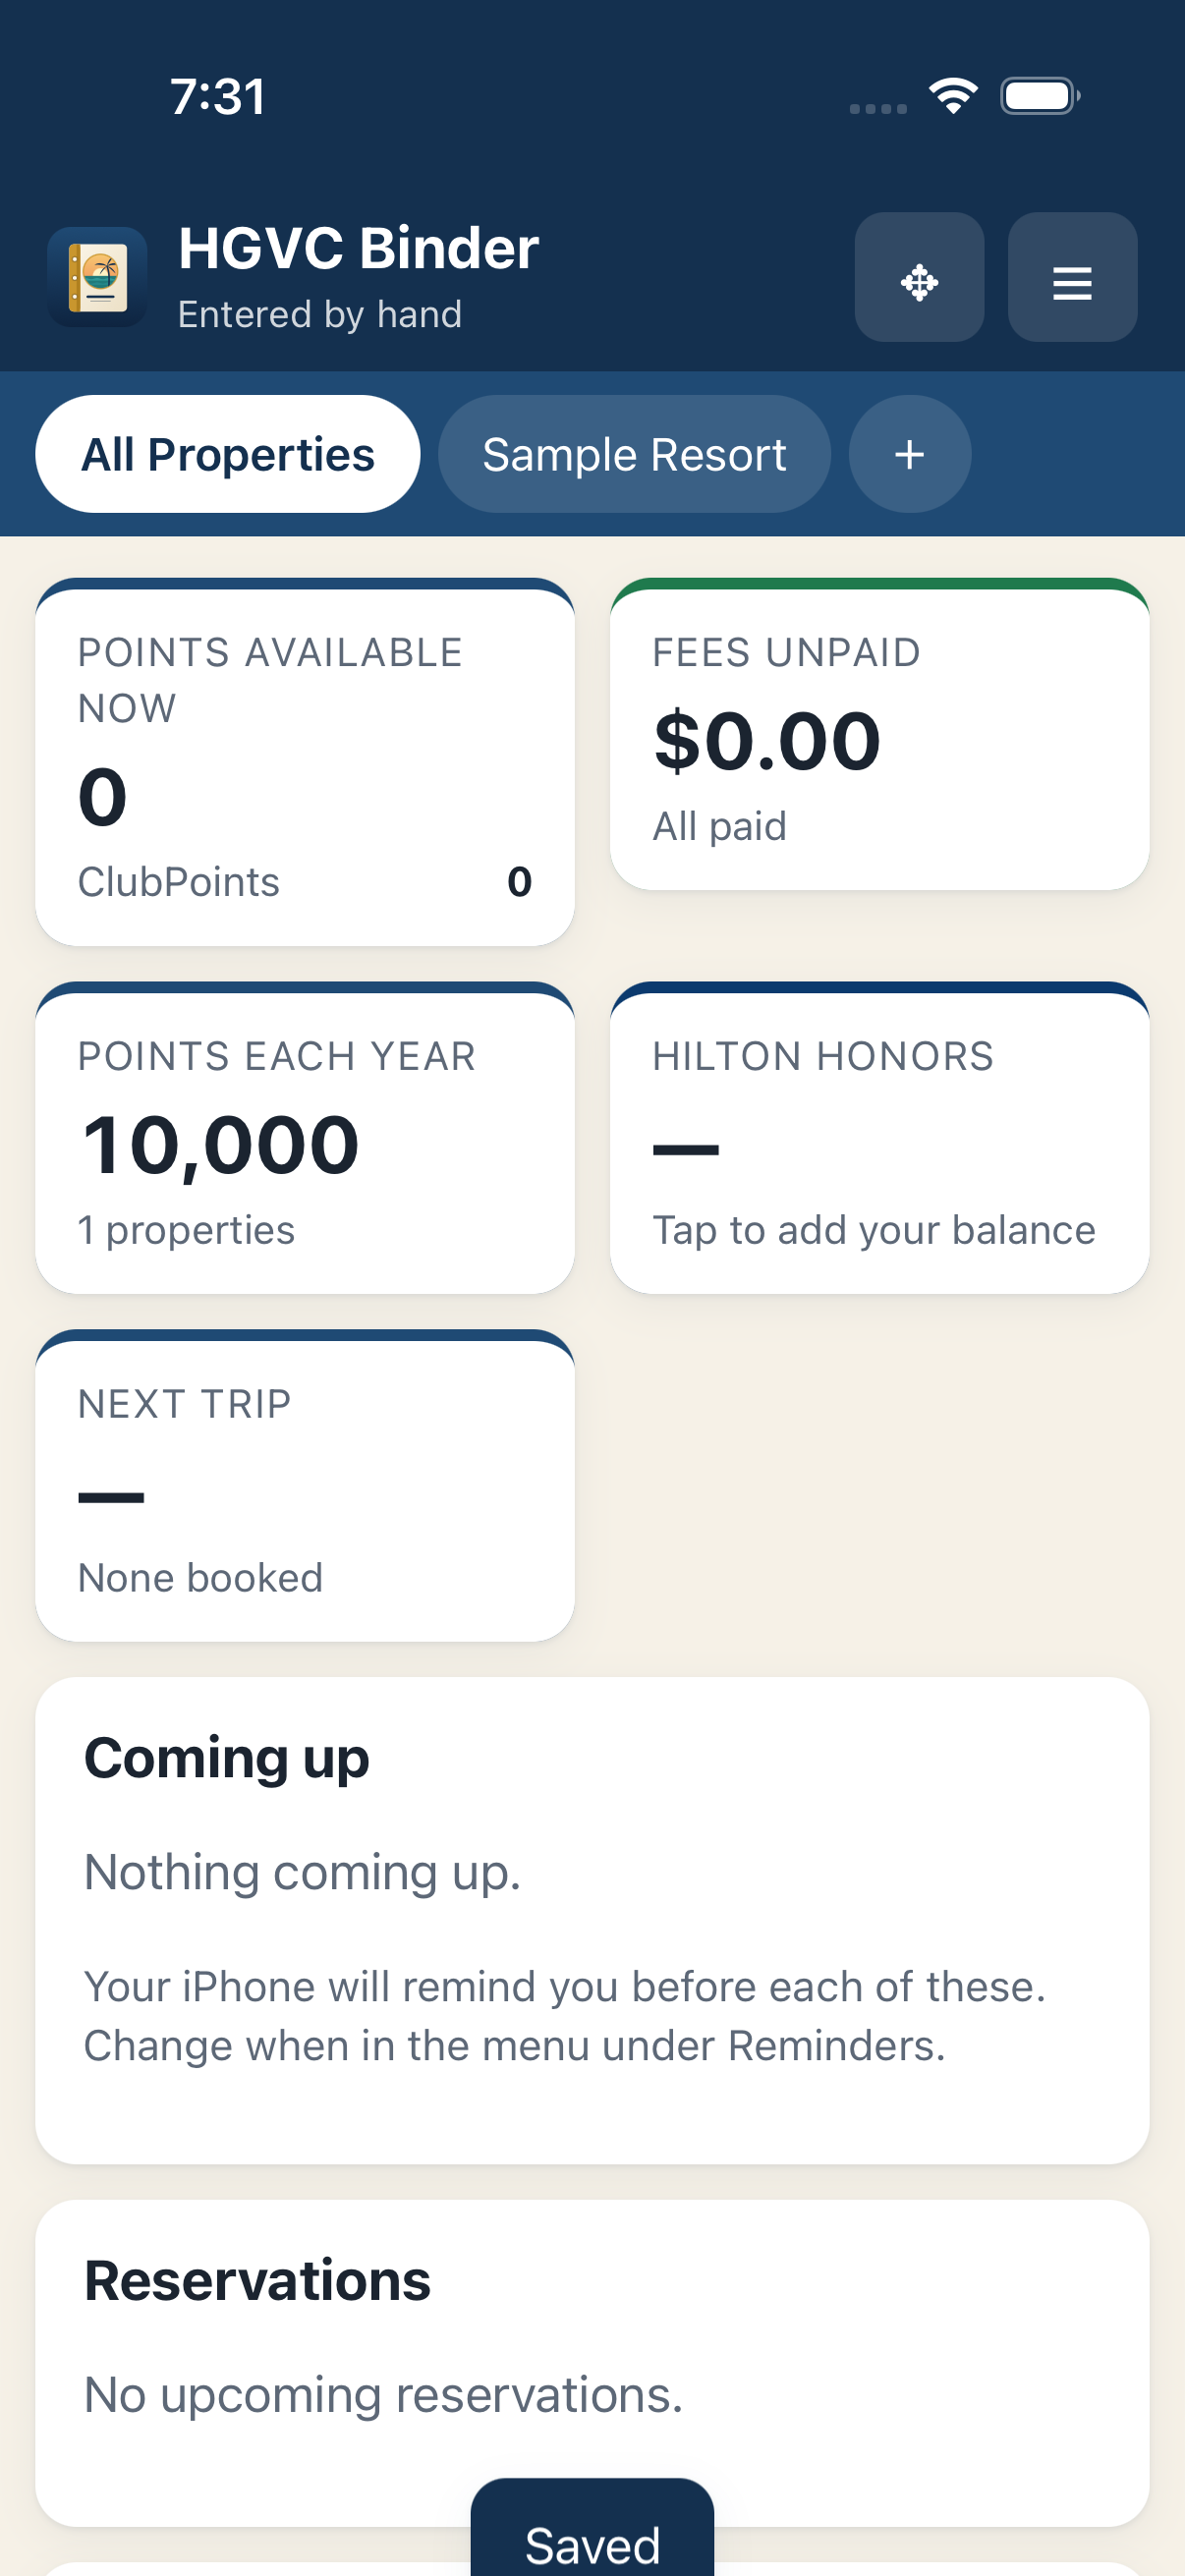 7:31
HGVC Binder
Entered by hand
All Properties
Sample Resort
+
POINTS AVAILABLE
NOW
0
ClubPoints 0
FEES UNPAID
$0.00
All paid
POINTS EACH YEAR
10,000
1 properties
HILTON HONORS
—
Tap to add your balance
NEXT TRIP
—
None booked
Coming up
Nothing coming up.
Your iPhone will remind you before each of these.
Change when in the menu under Reminders.
Reservations
No upcoming reservations.
Saved